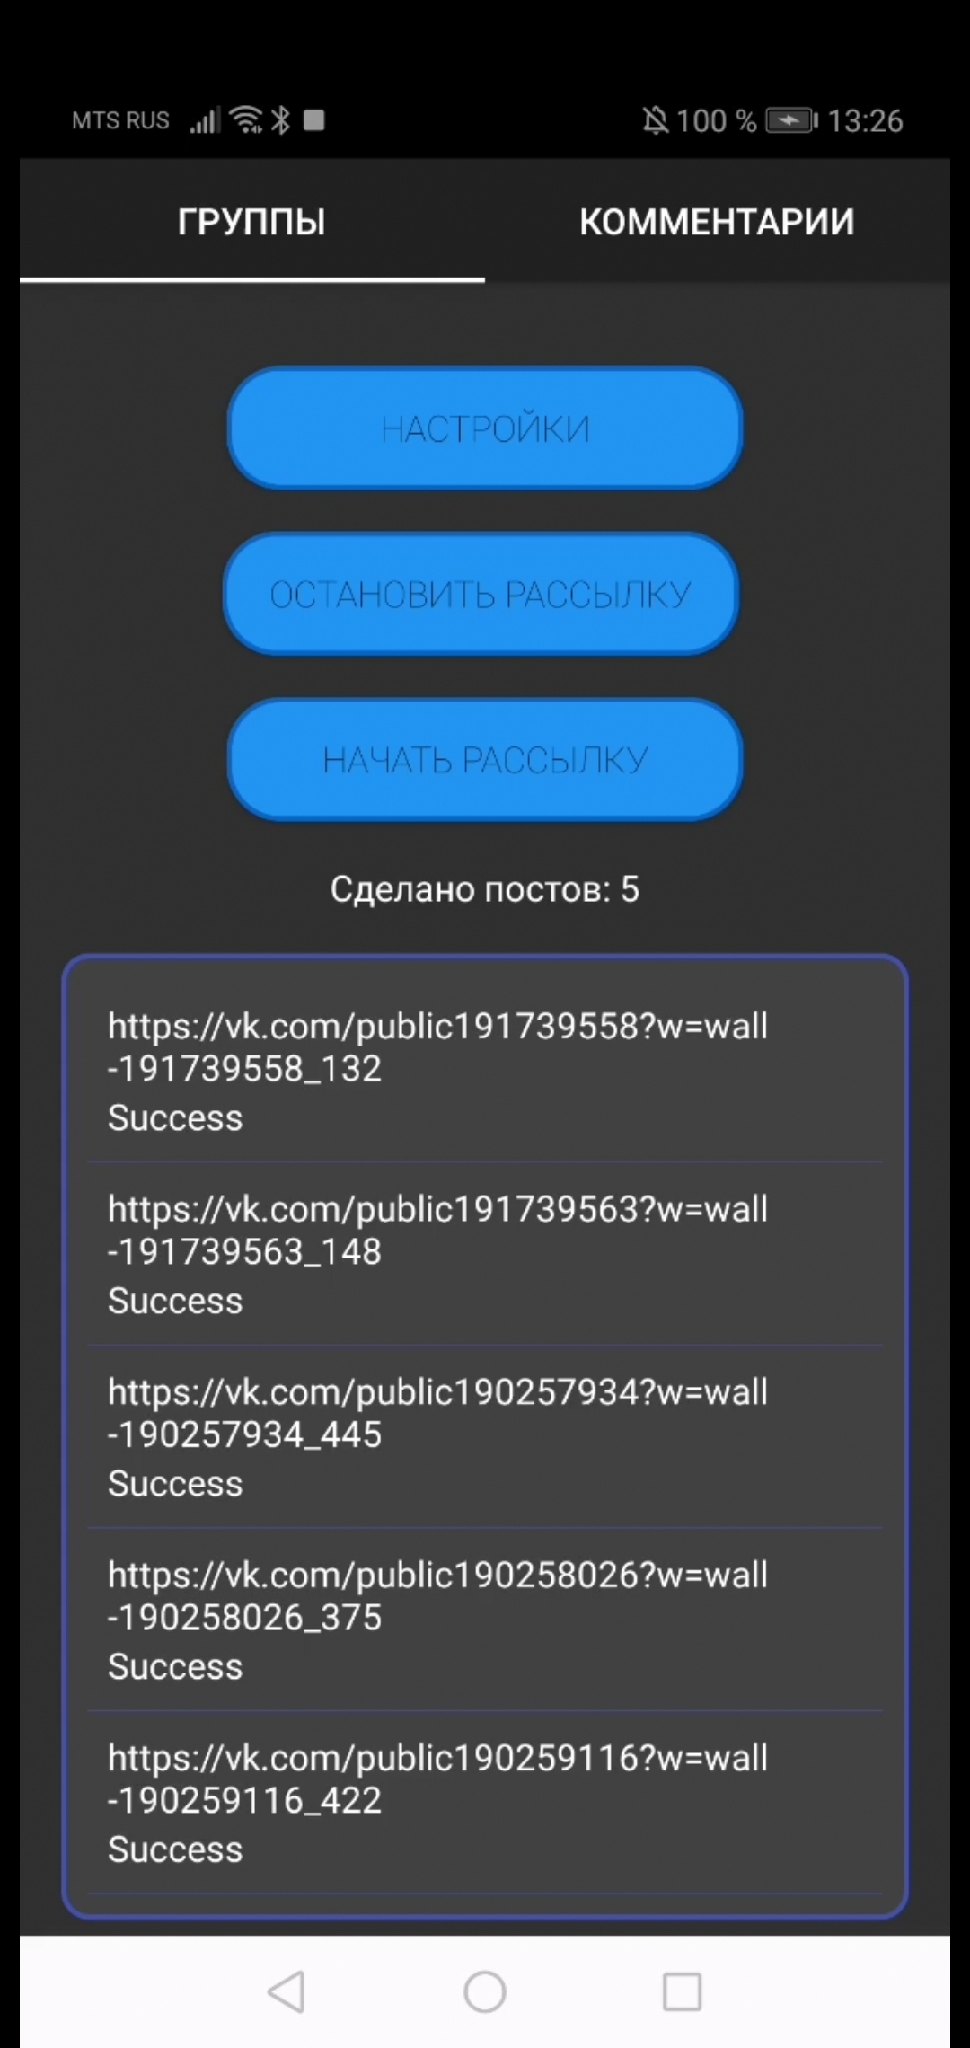 MTS RUS 100 % 13:26
ГРУППЫ КОММЕНТАРИИ
НАСТРОЙКИ
ОСТАНОВИТЬ РАССЫЛКУ
НАЧАТЬ РАССЫЛКУ
Сделано постов: 5
https://vk.com/public191739558?w=wall
-191739558_132
Success
https://vk.com/public191739563?w=wall
-191739563_148
Success
https://vk.com/public190257934?w=wall
-190257934_445
Success
https://vk.com/public190258026?w=wall
-190258026_375
Success
https://vk.com/public190259116?w=wall
-190259116_422
Success